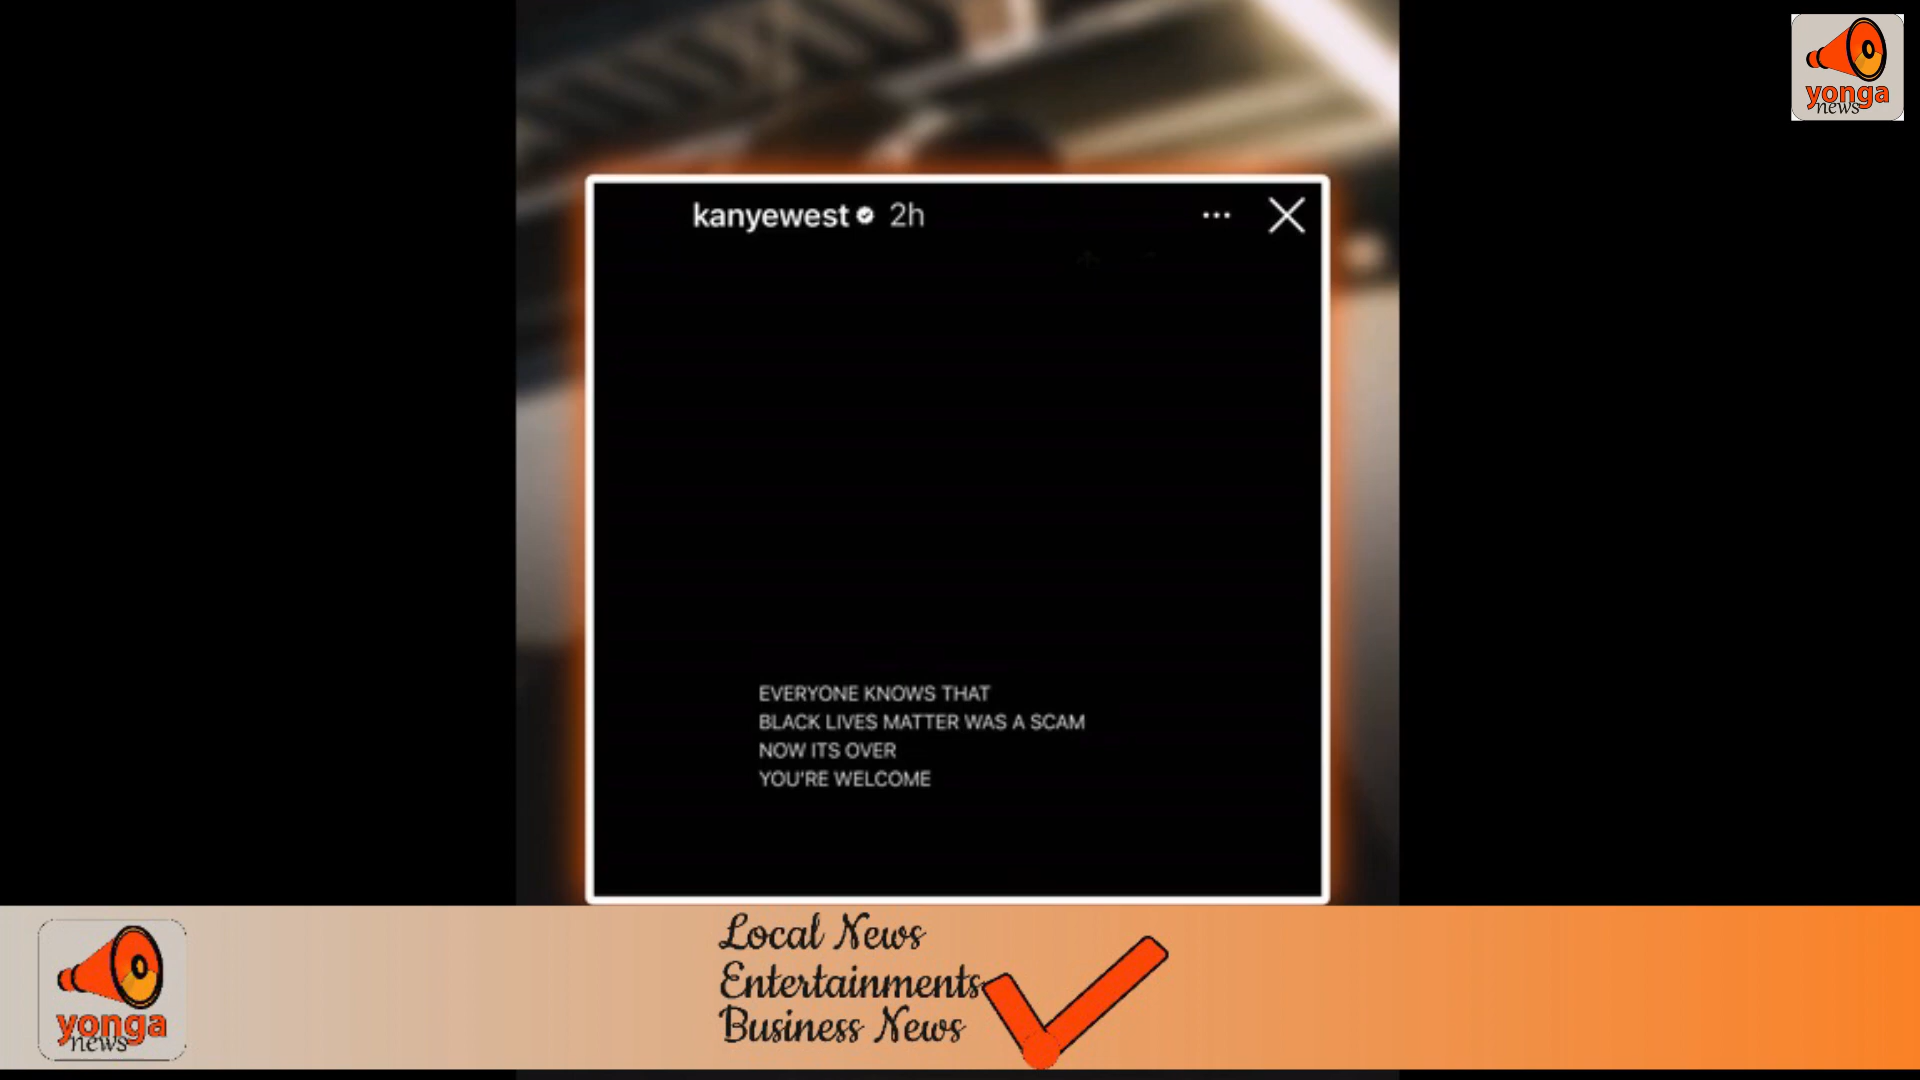 yonga
news
kanyewest 2h
EVERYONE KNOWS THAT
BLACK LIVES MATTER WAS A SCAM
NOW ITS OVER
YOU'RE WELCOME
Local News
Entertainments
Business News
yonga
news